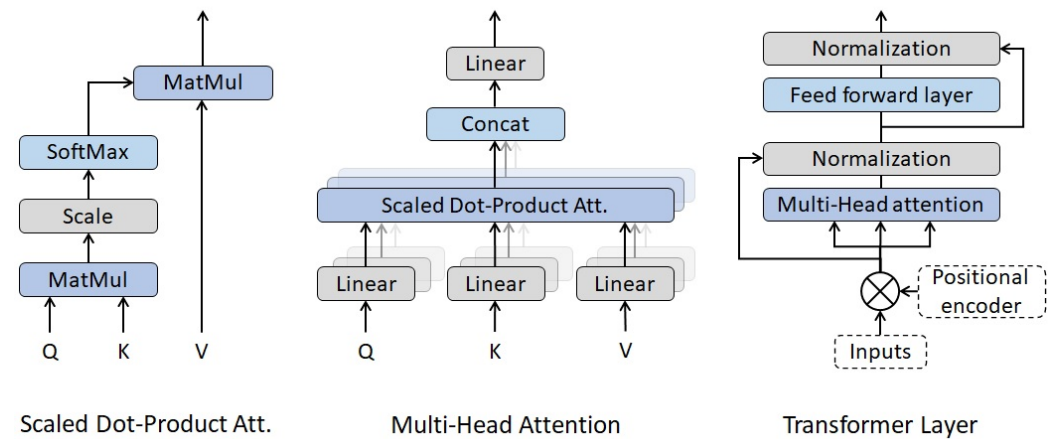 MatMul
SoftMax
Scale
MatMul
Q K V
Scaled Dot-Product Att.
Linear
Concat
Scaled Dot-Product Att.
Linear Linear Linear
Q K V
Multi-Head Attention
Normalization
Feed forward layer
Normalization
Multi-Head attention
Positional
encoder
Inputs
Transformer Layer